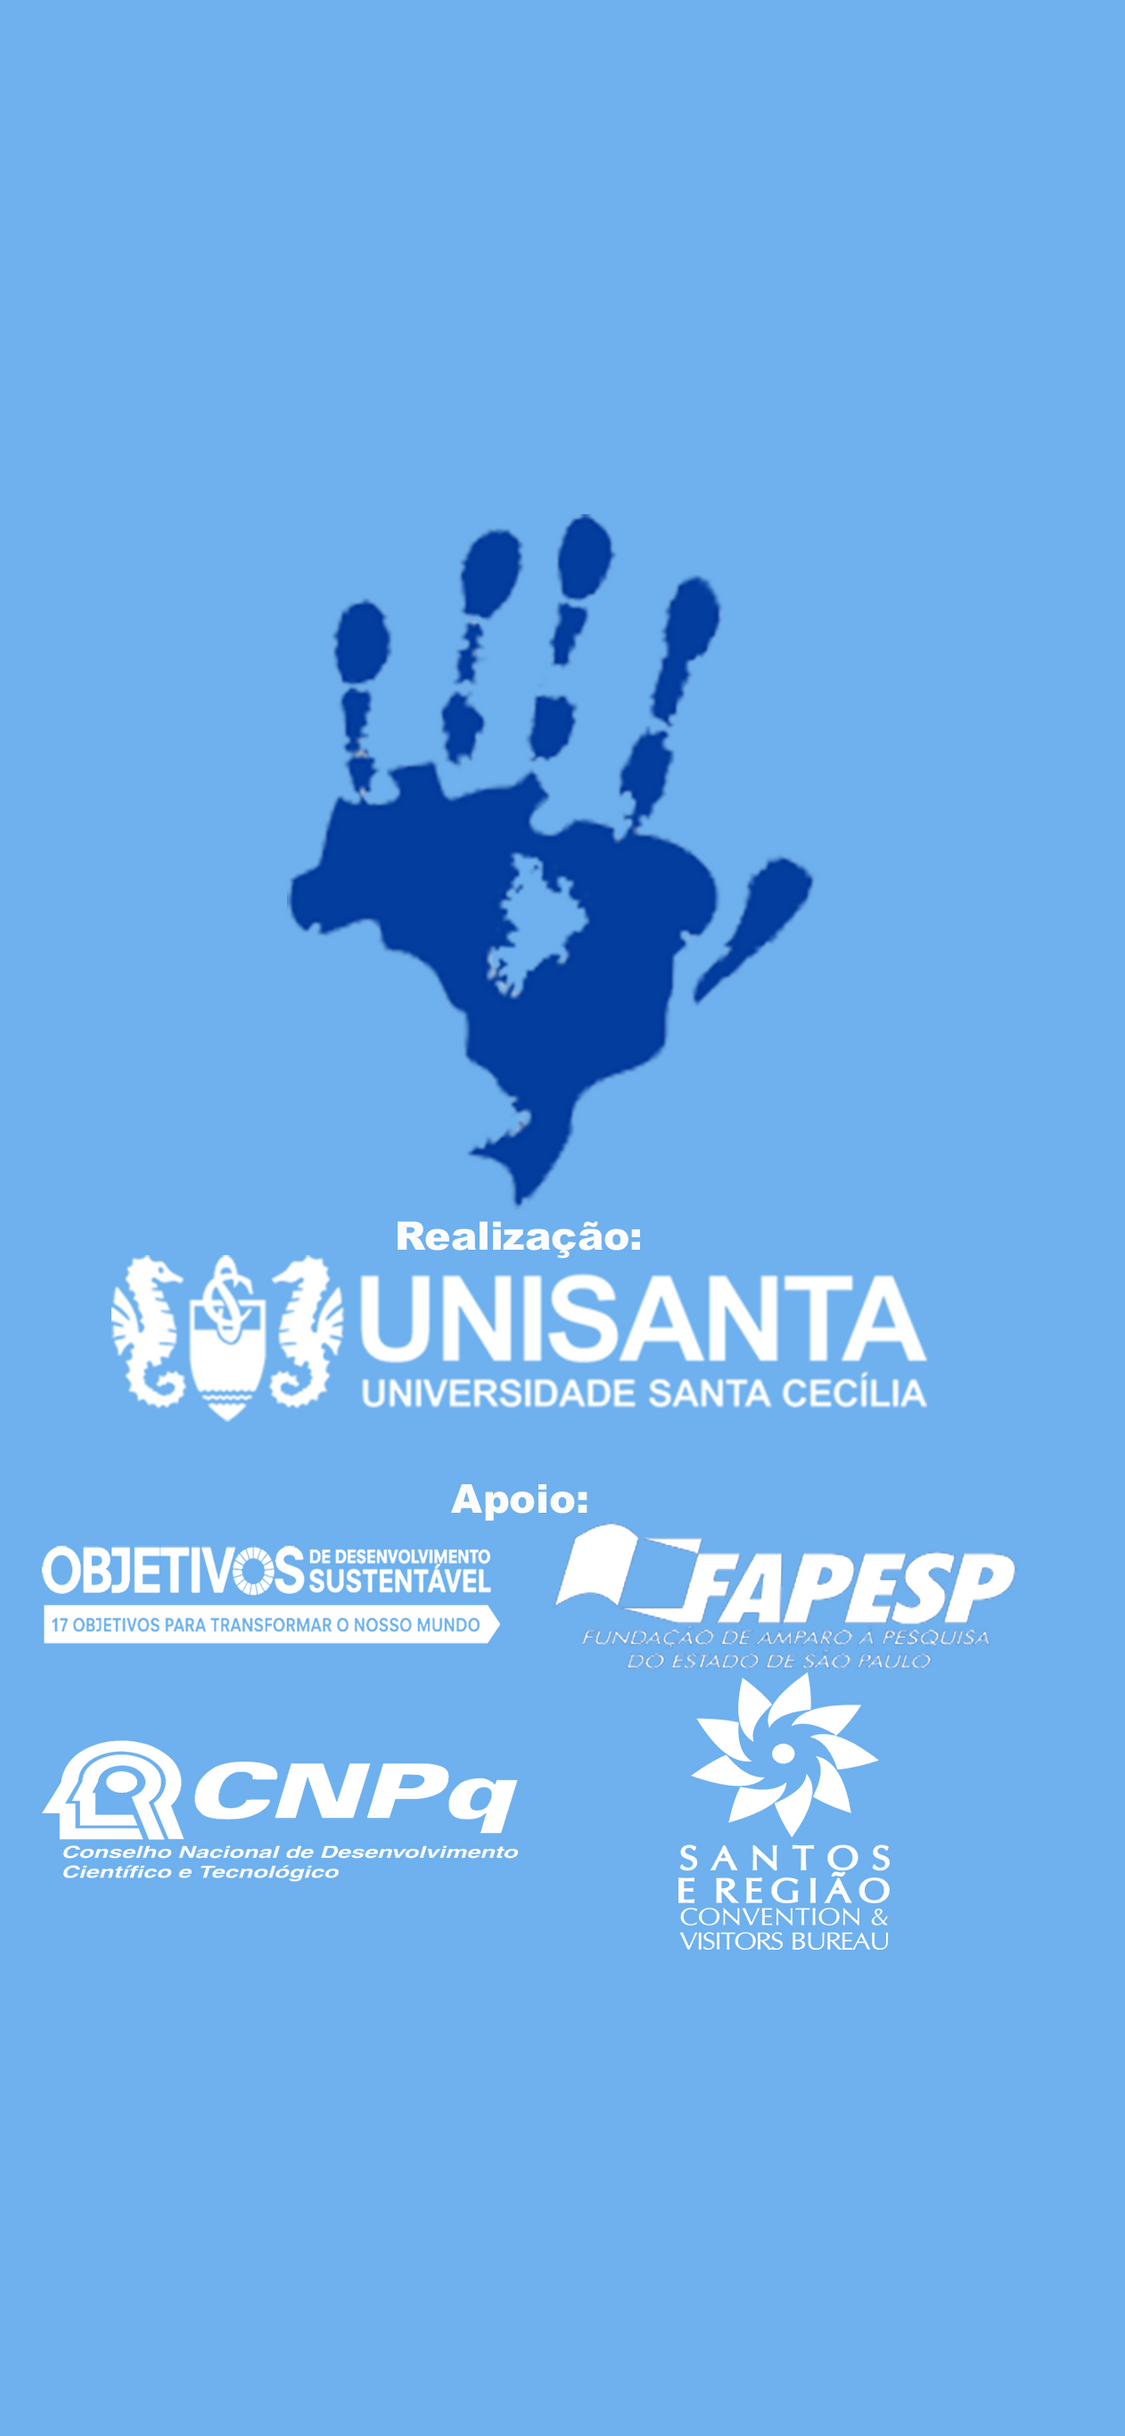 Realização:
UNISANTA
UNIVERSIDADE SANTA CECÍLIA
Apoio:
OBJETIVOS DE DESENVOLVIMENTO
SUSTENTÁVEL
17 OBJETIVOS PARA TRANSFORMAR O NOSSO MUNDO
FAPESP
FUNDAÇÃO DE AMPARO À PESQUISA
DO ESTADO DE SÃO PAULO
CNPq
Conselho Nacional de Desenvolvimento
Científico e Tecnológico
SANTOS
E REGIÃO
CONVENTION &
VISITORS BUREAU